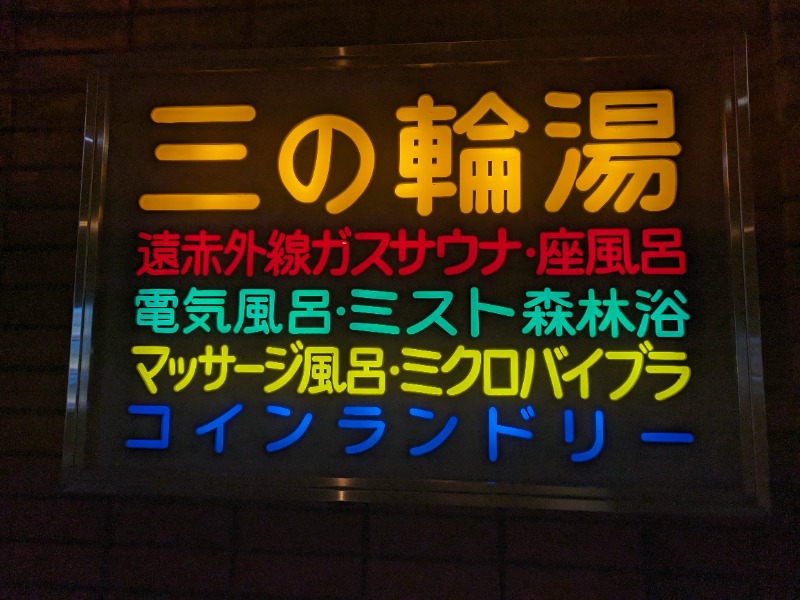 三の輪湯
遠赤外線ガスサウナ・座風呂
電気風呂・ミスト森林浴
マッサージ風呂・ミクロバイブラ
コインランドリー